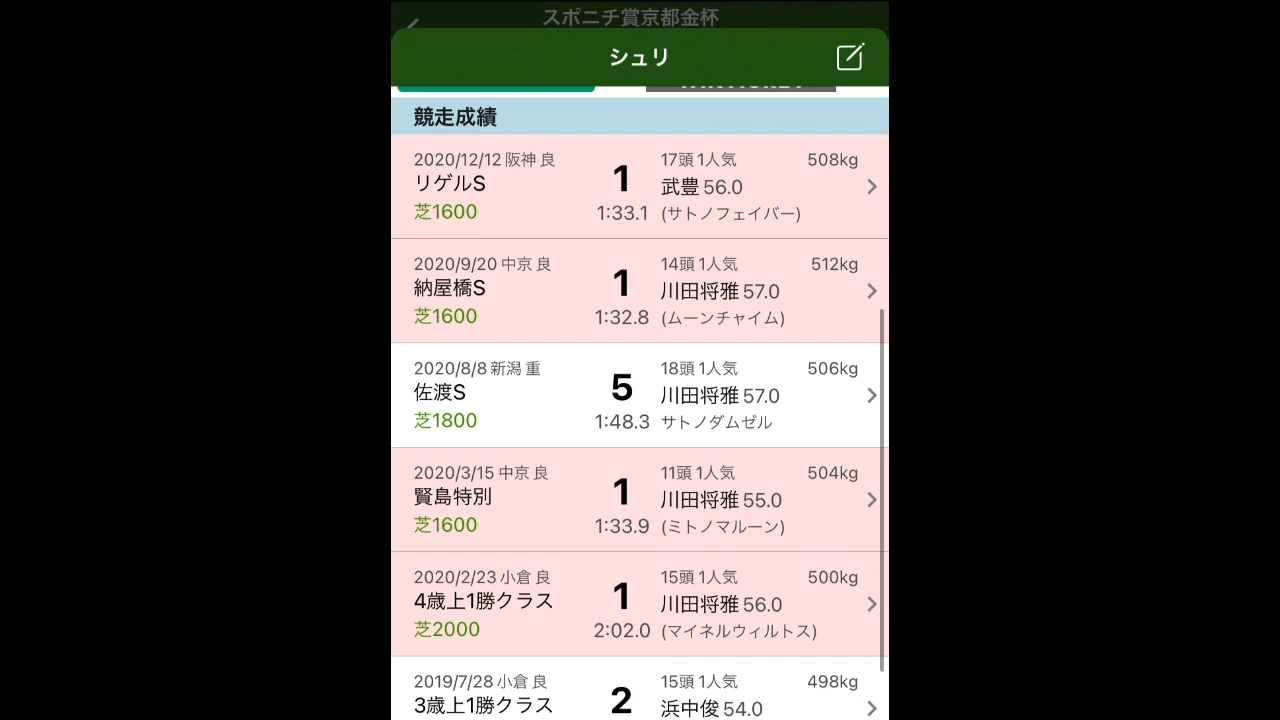 スポニチ賞京都金杯
シュリ
競走成績
2020/12/12 阪神 良
リゲルS
芝1600
1
1:33.1
17頭 1人気
508kg
武豊 56.0
(サトノフェイバー)
2020/9/20 中京 良
納屋橋S
芝1600
1
1:32.8
14頭 1人気
512kg
川田将雅 57.0
(ムーンチャイム)
2020/8/8 新潟 重
佐渡S
芝1800
5
1:48.3
18頭 1人気
506kg
川田将雅 57.0
サトノダムゼル
2020/3/15 中京 良
賢島特別
芝1600
1
1:33.9
11頭 1人気
504kg
川田将雅 55.0
(ミトノマルーン)
2020/2/23 小倉 良
4歳上1勝クラス
芝2000
1
2:02.0
15頭 1人気
500kg
川田将雅 56.0
(マイネルウィルトス)
2019/7/28 小倉 良
3歳上1勝クラス
2
15頭 1人気
498kg
浜中俊 54.0